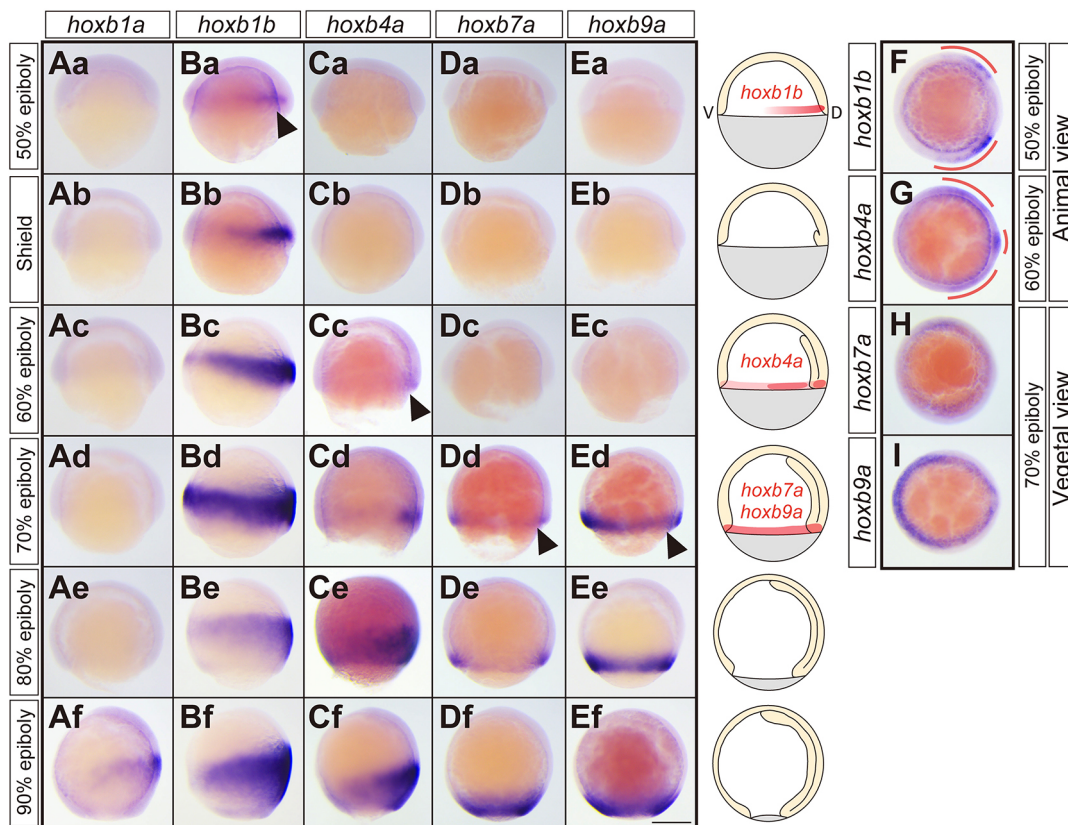 hoxb1a hoxb1b hoxb4a hoxb7a hoxb9a
50% epiboly
Aa Ba Ca Da Ea
hoxb1b
V D
Shield
Ab Bb Cb Db Eb
60% epiboly
Ac Bc Cc Dc Ec
hoxb4a
70% epiboly
Ad Bd Cd Dd Ed
hoxb7a
hoxb9a
80% epiboly
Ae Be Ce De Ee
90% epiboly
Af Bf Cf Df Ef
hoxb1b
F
50% epiboly
hoxb4a
G
60% epiboly
Animal view
hoxb7a
H
hoxb9a
I
70% epiboly
Vegetal view